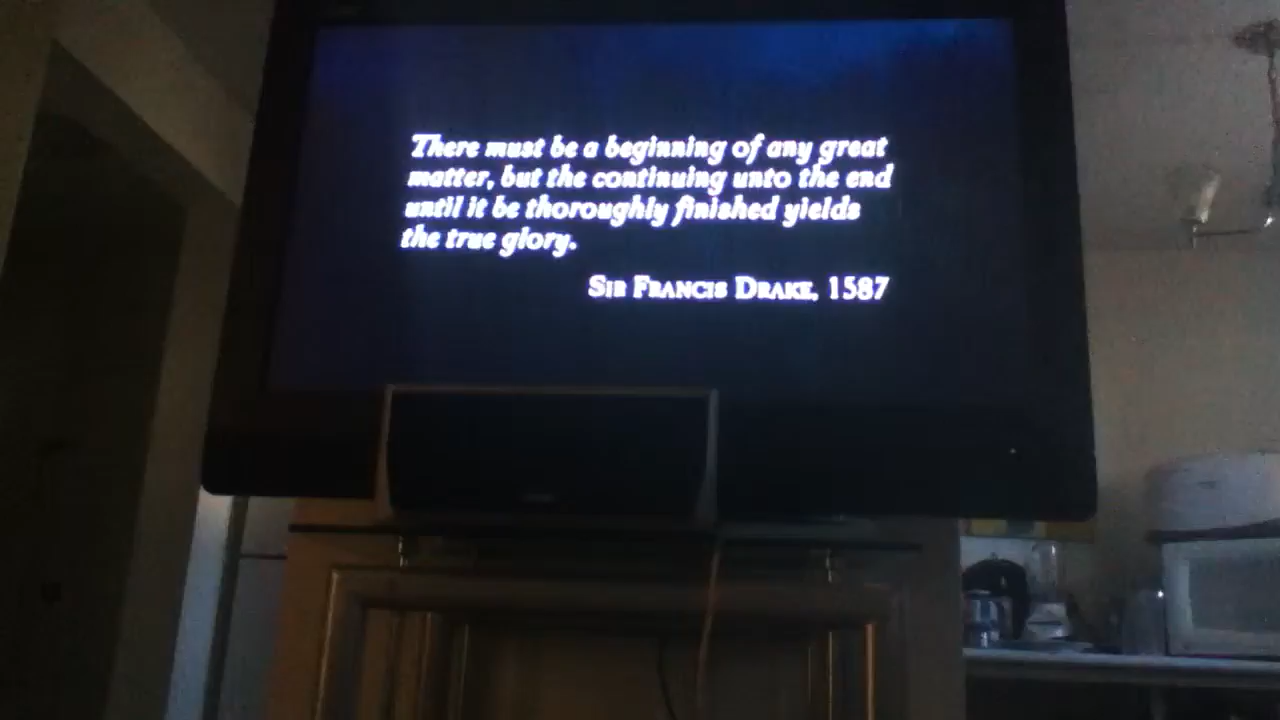 There must be a beginning of any great
matter, but the continuing unto the end
until it be thoroughly finished yields
the true glory.
Sir Francis Drake, 1587